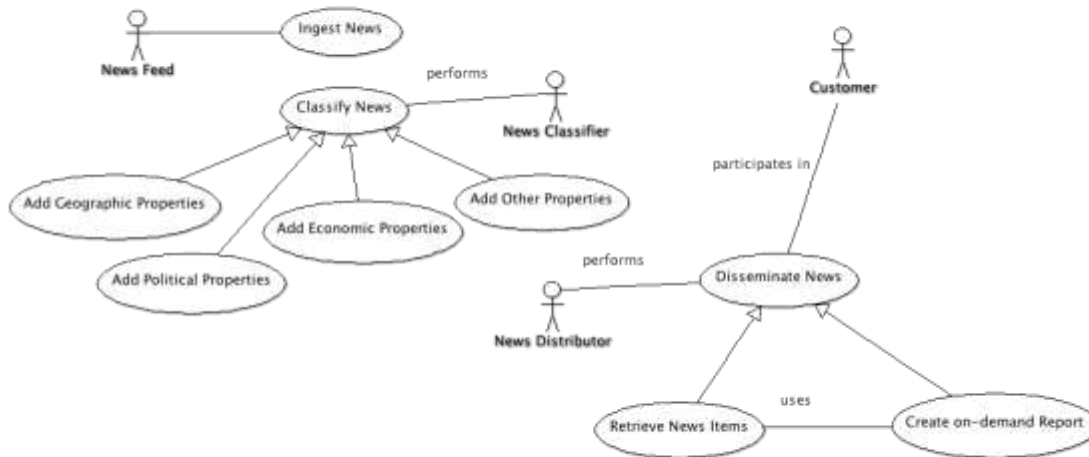 Ingest News
News Feed
performs
Customer
Classify News
News Classifier
participates in
Add Geographic Properties
Add Other Properties
Add Economic Properties
Add Political Properties
performs
Disseminate News
News Distributor
uses
Retrieve News Items
Create on-demand Report